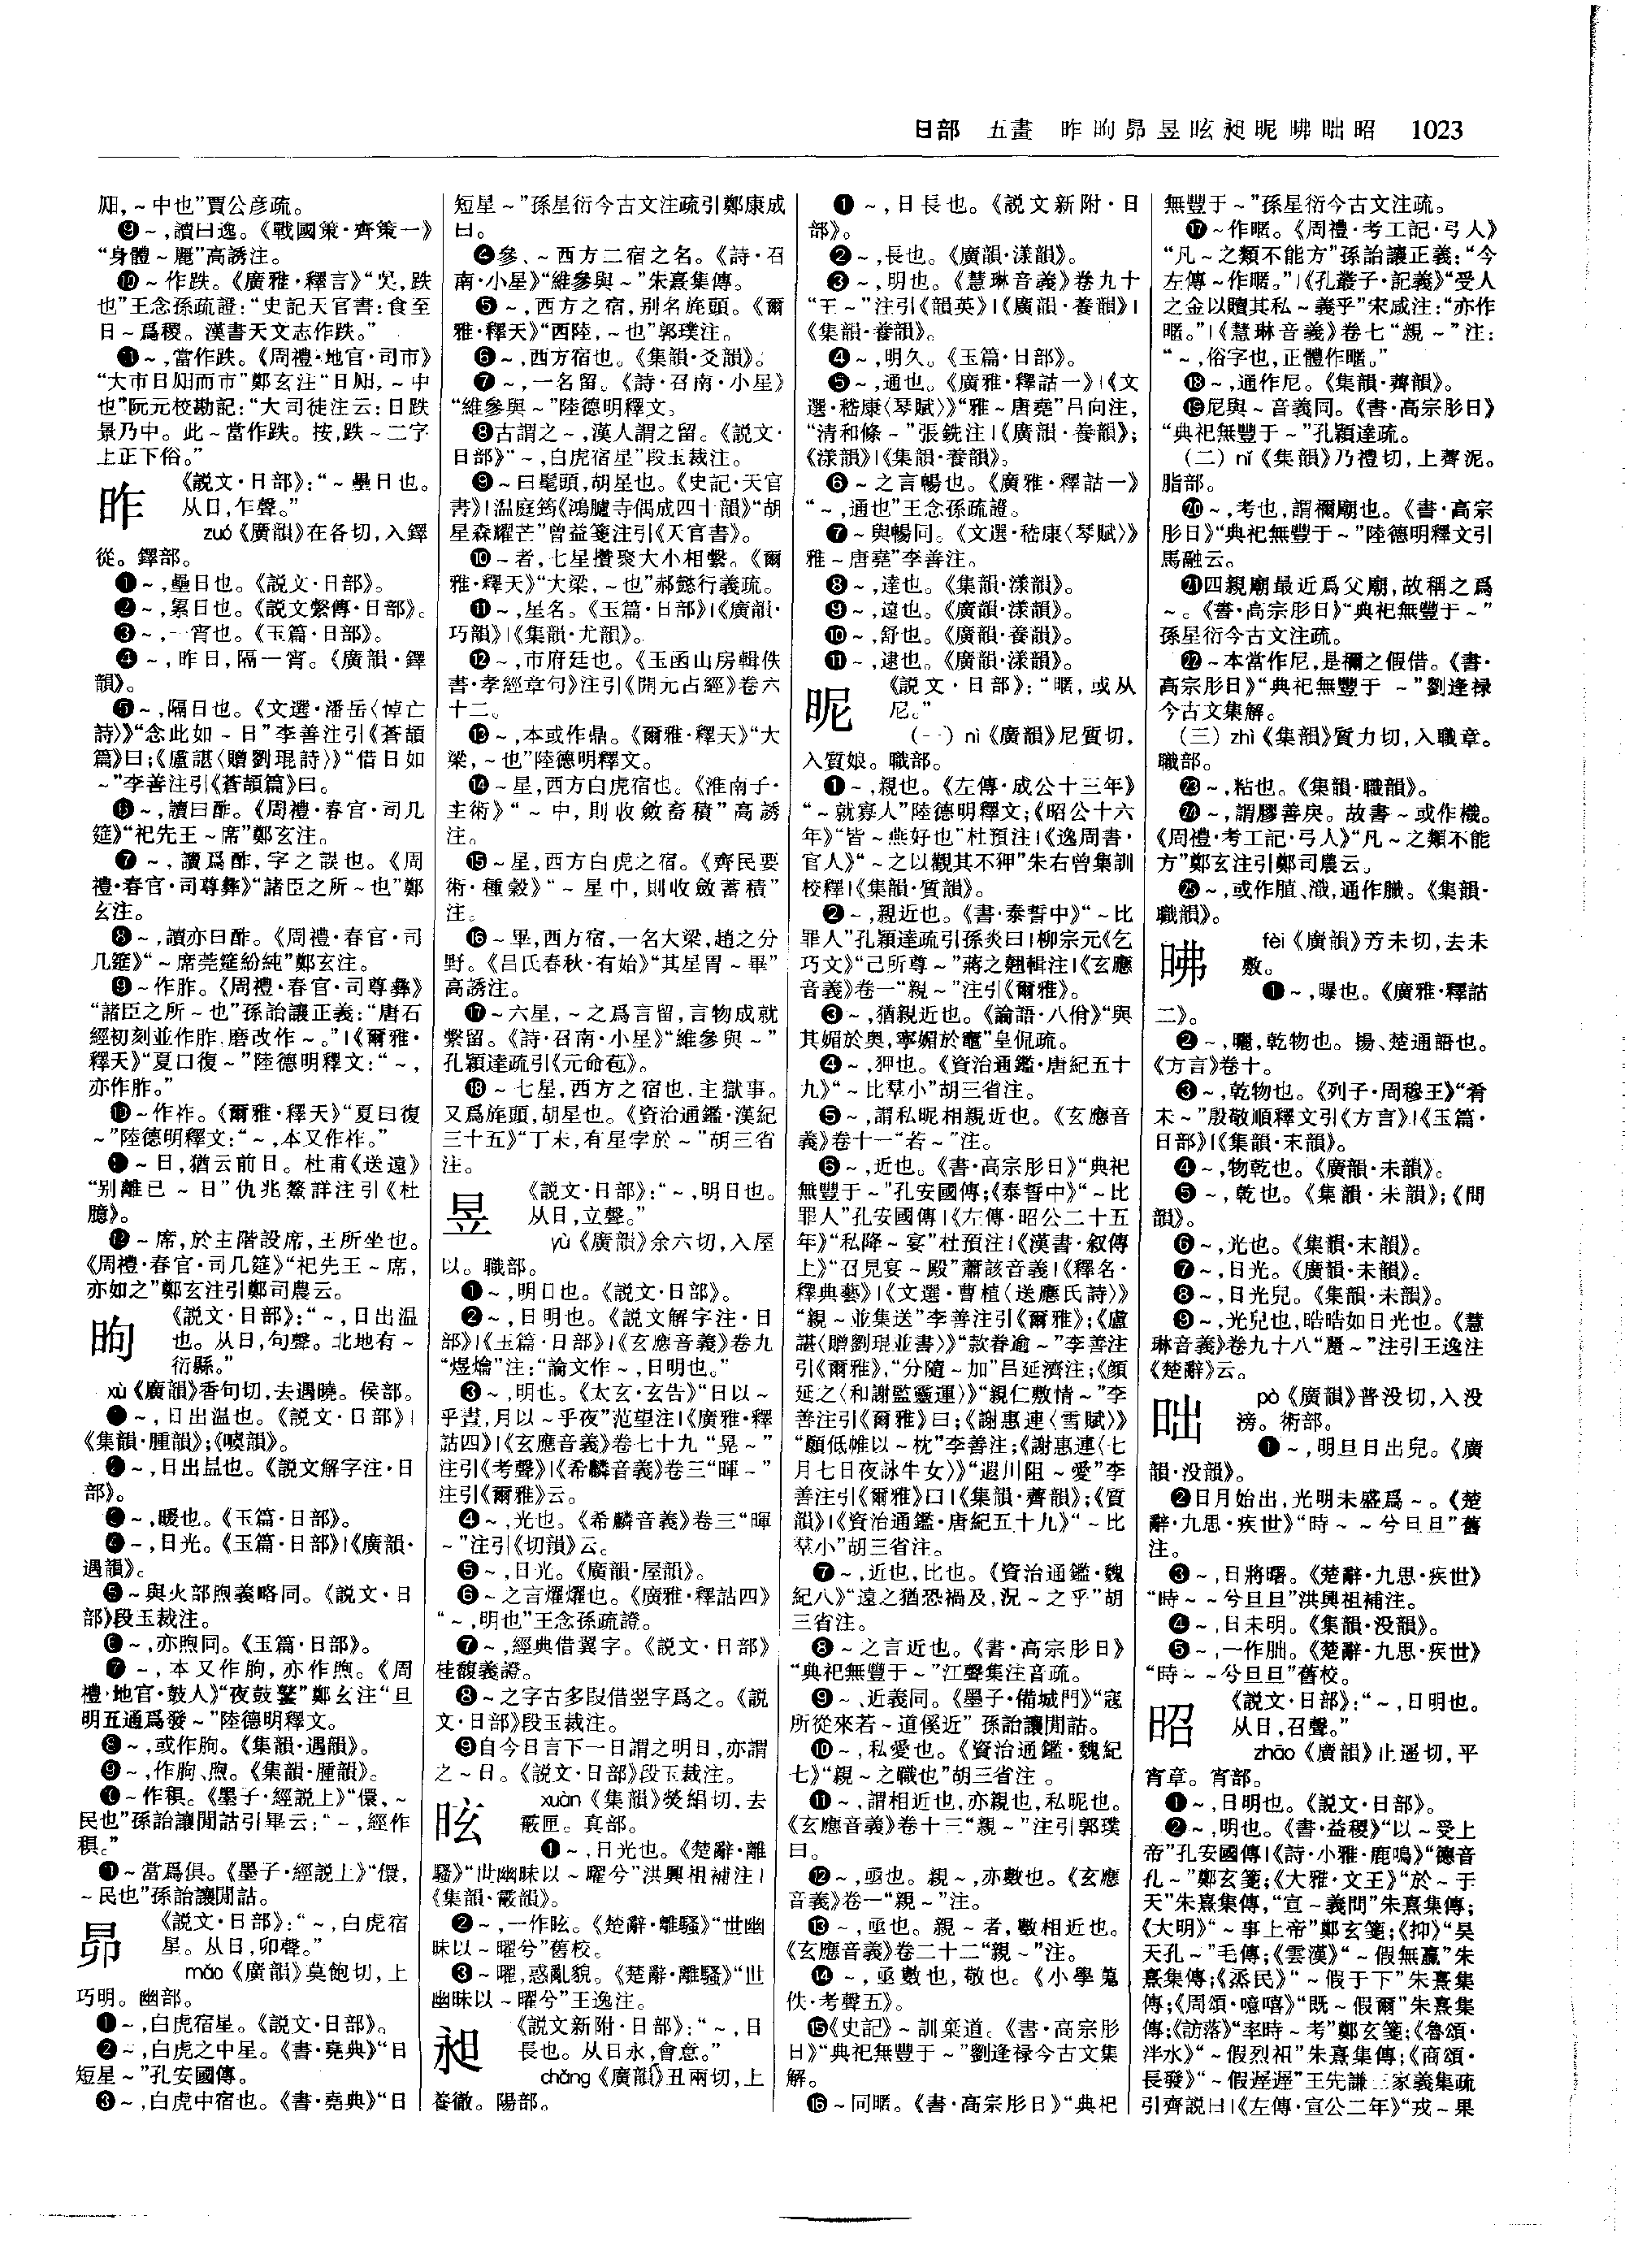 日部 五畫 昨昫昴昱昡昶昵昲昢昭 1023
𣅳,～中也”賈公彦疏。
❾～,讀曰逸。《戰國策·齊策一》
“身體～麗”高誘注。
❿～作跌。《廣雅·釋言》“㚄,跌
也”王念孫疏證:“史記天官書:食至
日～爲稷。漢書天文志作跌。”
⓫～,當作跌。《周禮·地官·司市》
“大市日𣅳而市”鄭玄注“日𣅳,～中
也”阮元校勘記:“大司徒注云:日跌
景乃中。此～當作跌。按,跌～二字
上正下俗。”
昨
《説文·日部》:“～壘日也。
从日,乍聲。”
zuó《廣韻》在各切,入鐸
從。鐸部。
❶～,壘日也。《説文·日部》。
❷～,累日也。《説文繫傳·日部》。
❸～,一宵也。《玉篇·日部》。
❹～,昨日,隔一宵。《廣韻·鐸
韻》。
❺～,隔日也。《文選·潘岳〈悼亡
詩〉》“念此如～日”李善注引《蒼頡
篇》曰;《盧諶〈贈劉琨詩〉》“借日如
～”李善注引《蒼頡篇》曰。
❻～,讀曰酢。《周禮·春官·司几
筵》“祀先王～席”鄭玄注。
❼～,讀爲酢,字之誤也。《周
禮·春官·司尊彝》“諸臣之所～也”鄭
玄注。
❽～,讀亦曰酢。《周禮·春官·司
几筵》“～席莞筵紛純”鄭玄注。
❾～作胙。《周禮·春官·司尊彝》
“諸臣之所～也”孫詒讓正義:“唐石
經初刻並作胙,磨改作～。”|《爾雅·
釋天》“夏曰復～”陸德明釋文:“～,
亦作胙。”
❿～作祚。《爾雅·釋天》“夏曰復
～”陸德明釋文:“～,本又作祚。”
⓫～日,猶云前日。杜甫《送遠》
“别離已～日”仇兆鰲詳注引《杜
臆》。
⓬～席,於主階設席,王所坐也。
《周禮·春官·司几筵》“祀先王～席,
亦如之”鄭玄注引鄭司農云。
昫
《説文·日部》:“～,日出温
也。从日,句聲。北地有～
衍縣。”
xù《廣韻》香句切,去遇曉。侯部。
❶～,日出温也。《説文·日部》|
《集韻·腫韻》;《噳韻》。
❷～,日出昷也。《説文解字注·日
部》。
❸～,暖也。《玉篇·日部》。
❹～,日光。《玉篇·日部》|《廣韻·
遇韻》。
❺～與火部煦義略同。《説文·日
部》段玉裁注。
❻～,亦煦同。《玉篇·日部》。
❼～,本又作朐,亦作煦。《周
禮·地官·鼓人》“夜鼓鼜”鄭玄注“旦
明五通爲發～”陸德明釋文。
❽～,或作朐。《集韻·遇韻》。
❾～,作朐、煦。《集韻·腫韻》。
❿～作稘。《墨子·經説上》“儇,～
民也”孫詒讓閒詁引畢云:“～,經作
稘。”
⓫～當爲俱。《墨子·經説上》“儇,
～民也”孫詒讓閒詁。
昴
《説文·日部》:“～,白虎宿
星。从日,卯聲。”
mǎo《廣韻》莫飽切,上
巧明。幽部。
❶～,白虎宿星。《説文·日部》。
❷～,白虎之中星。《書·堯典》“日
短星～”孔安國傳。
❸～,白虎中宿也。《書·堯典》“日
短星～”孫星衍今古文注疏引鄭康成
曰。
❹參、～西方二宿之名。《詩·召
南·小星》“維參與～”朱熹集傳。
❺～,西方之宿,别名旄頭。《爾
雅·釋天》“西陸,～也”郭璞注。
❻～,西方宿也。《集韻·爻韻》。
❼～,一名留。《詩·召南·小星》
“維參與～”陸德明釋文。
❽古謂之～,漢人謂之留。《説文·
日部》“～,白虎宿星”段玉裁注。
❾～曰髦頭,胡星也。《史記·天官
書》|温庭筠《鴻臚寺偶成四十韻》“胡
星森耀芒”曾益箋注引《天官書》。
❿～者,七星攢聚大小相繫。《爾
雅·釋天》“大梁,～也”郝懿行義疏。
⓫～,星名。《玉篇·日部》|《廣韻·
巧韻》|《集韻·尤韻》。
⓬～,市府廷也。《玉函山房輯佚
書·孝經章句》注引《開元占經》卷六
十二。
⓭～,本或作鼎。《爾雅·釋天》“大
梁,～也”陸德明釋文。
⓮～星,西方白虎宿也。《淮南子·
主術》“～中,則收斂畜積”高誘
注。
⓯～星,西方白虎之宿。《齊民要
術·種穀》“～星中,則收斂蓄積”
注。
⓰～畢,西方宿,一名大梁,趙之分
野。《吕氏春秋·有始》“其星胃～畢”
高誘注。
⓱～六星,～之爲言留,言物成就
繫留。《詩·召南·小星》“維參與～”
孔穎達疏引《元命苞》。
⓲～七星,西方之宿也,主獄事。
又爲旄頭,胡星也。《資治通鑑·漢紀
三十五》“丁未,有星孛於～”胡三省
注。
昱
《説文·日部》:“～,明日也。
从日,立聲。”
yù《廣韻》余六切,入屋
以。職部。
❶～,明日也。《説文·日部》。
❷～,日明也。《説文解字注·日
部》|《玉篇·日部》|《玄應音義》卷九
“煜爚”注:“論文作～,日明也。”
❸～,明也。《太玄·玄告》“日以～
乎晝,月以～乎夜”范望注|《廣雅·釋
詁四》|《玄應音義》卷七十九“晃～”
注引《考聲》|《希麟音義》卷三“暉～”
注引《爾雅》云。
❹～,光也。《希麟音義》卷三“暉
～”注引《切韻》云。
❺～,日光。《廣韻·屋韻》。
❻～之言燿燿也。《廣雅·釋詁四》
“～,明也”王念孫疏證。
❼～,經典借翼字。《説文·日部》
桂馥義證。
❽～之字古多叚借翌字爲之。《説
文·日部》段玉裁注。
❾自今日言下一日謂之明日,亦謂
之～日。《説文·日部》段玉裁注。
昡
xuàn《集韻》熒絹切,去
霰匣。真部。
❶～,日光也。《楚辭·離
騷》“世幽昧以～曜兮”洪興祖補注|
《集韻·霰韻》。
❷～,一作眩。《楚辭·離騷》“世幽
昧以～曜兮”舊校。
❸～曜,惑亂貌。《楚辭·離騷》“世
幽昧以～曜兮”王逸注。
昶
《説文新附·日部》:“～,日
長也。从日永,會意。”
chǎng《廣韻》丑兩切,上
養徹。陽部。
❶～,日長也。《説文新附·日
部》。
❷～,長也。《廣韻·漾韻》。
❸～,明也。《慧琳音義》卷九十
“王～”注引《韻英》|《廣韻·養韻》|
《集韻·養韻》。
❹～,明久。《玉篇·日部》。
❺～,通也。《廣雅·釋詁一》|《文
選·嵇康〈琴賦〉》“雅～唐堯”吕向注,
“清和條～”張銑注|《廣韻·養韻》;
《漾韻》|《集韻·養韻》。
❻～之言暢也。《廣雅·釋詁一》
“～,通也”王念孫疏證。
❼～與暢同。《文選·嵇康〈琴賦〉》
雅～唐堯”李善注。
❽～,達也。《集韻·漾韻》。
❾～,遠也。《廣韻·漾韻》。
❿～,舒也。《廣韻·養韻》。
⓫～,逮也。《廣韻·漾韻》。
昵
《説文·日部》:“暱,或从
尼。”
(一) nì《廣韻》尼質切,
入質娘。職部。
❶～,親也。《左傳·成公十三年》
“～就寡人”陸德明釋文;《昭公十六
年》“皆～燕好也”杜預注|《逸周書·
官人》“～之以觀其不狎”朱右曾集訓
校釋|《集韻·質韻》。
❷～,親近也。《書·泰誓中》“～比
罪人”孔穎達疏引孫炎曰|柳宗元《乞
巧文》“己所尊～”蔣之翹輯注|《玄應
音義》卷一“親～”注引《爾雅》。
❸～,猶親近也。《論語·八佾》“與
其媚於奥,寧媚於竈”皇侃疏。
❹～,狎也。《資治通鑑·唐紀五十
九》“～比羣小”胡三省注。
❺～,謂私昵相親近也。《玄應音
義》卷十一“若～”注。
❻～,近也。《書·高宗肜日》“典祀
無豐于～”孔安國傳;《泰誓中》“～比
罪人”孔安國傳|《左傳·昭公二十五
年》“私降～宴”杜預注|《漢書·叙傳
上》“召見宴～殿”蕭該音義|《釋名·
釋典藝》|《文選·曹植〈送應氏詩〉》
“親～並集送”李善注引《爾雅》;《盧
諶〈贈劉琨並書〉》“款眷逾～”李善注
引《爾雅》,“分隨～加”吕延濟注;《顔
延之〈和謝監靈運〉》“親仁敷情～”李
善注引《爾雅》曰;《謝惠連〈雪賦〉》
“願低帷以～枕”李善注;《謝惠連〈七
月七日夜詠牛女〉》“遐川阻～愛”李
善注引《爾雅》曰|《集韻·薺韻》;《質
韻》|《資治通鑑·唐紀五十九》“～比
羣小”胡三省注。
❼～,近也,比也。《資治通鑑·魏
紀八》“遠之猶恐禍及,況～之乎”胡
三省注。
❽～之言近也。《書·高宗肜日》
“典祀無豐于～”江聲集注音疏。
❾～、近義同。《墨子·備城門》“寇
所從來若～道傒近”孫詒讓閒詁。
❿～,私愛也。《資治通鑑·魏紀
七》“親～之職也”胡三省注。
⓫～,謂相近也,亦親也,私昵也。
《玄應音義》卷十三“親～”注引郭璞
曰。
⓬～,亟也。親～,亦數也。《玄應
音義》卷一“親～”注。
⓭～,亟也。親～者,數相近也。
《玄應音義》卷二十二“親～”注。
⓮～,亟數也,敬也。《小學蒐
佚·考聲五》。
⓯《史記》～訓棄道。《書·高宗肜
日》“典祀無豐于～”劉逢禄今古文集
解。
⓰～同暱。《書·高宗肜日》“典祀
無豐于～”孫星衍今古文注疏。
⓱～作暱。《周禮·考工記·弓人》
“凡～之類不能方”孫詒讓正義:“今
左傳～作暱。”|《孔叢子·記義》“受人
之金以贖其私～義乎”宋咸注:“亦作
暱。”|《慧琳音義》卷七“親～”注:
“～,俗字也,正體作暱。”
⓲～,通作尼。《集韻·薺韻》。
⓳尼與～音義同。《書·高宗肜日》
“典祀無豐于～”孔穎達疏。
(二) nǐ《集韻》乃禮切,上薺泥。
脂部。
⓴～,考也,謂禰廟也。《書·高宗
肜日》“典祀無豐于～”陸德明釋文引
馬融云。
㉑四親廟最近爲父廟,故稱之爲
～。《書·高宗肜日》“典祀無豐于～”
孫星衍今古文注疏。
㉒～本當作尼,是禰之假借。《書·
高宗肜日》“典祀無豐于～”劉逢禄
今古文集解。
(三) zhì《集韻》質力切,入職章。
職部。
㉓～,粘也。《集韻·職韻》。
㉔～,謂膠善戾。故書～或作樴。
《周禮·考工記·弓人》“凡～之類不能
方”鄭玄注引鄭司農云。
㉕～,或作脜、䵑,通作膱。《集韻·
職韻》。
昲
fèi《廣韻》芳未切,去未
敷。
❶～,曝也。《廣雅·釋詁
二》。
❷～,曬,乾物也。揚、楚通語也。
《方言》卷十。
❸～,乾物也。《列子·周穆王》“肴
未～”殷敬順釋文引《方言》|《玉篇·
日部》|《集韻·末韻》。
❹～,物乾也。《廣韻·未韻》。
❺～,乾也。《集韻·未韻》;《問
韻》。
❻～,光也。《集韻·末韻》。
❼～,日光。《廣韻·未韻》。
❽～,日光皃。《集韻·未韻》。
❾～,光皃也,晧晧如日光也。《慧
琳音義》卷九十八“麗～”注引王逸注
《楚辭》云。
昢
pò《廣韻》普没切,入没
滂。術部。
❶～,明旦日出皃。《廣
韻·没韻》。
❷日月始出,光明未盛爲～。《楚
辭·九思·疾世》“時～～兮旦旦”舊
注。
❸～,日將曙。《楚辭·九思·疾世》
“時～～兮旦旦”洪興祖補注。
❹～,日未明。《集韻·没韻》。
❺～,一作朏。《楚辭·九思·疾世》
“時～～兮旦旦”舊校。
昭
《説文·日部》:“～,日明也。
从日,召聲。”
zhāo《廣韻》止遥切,平
宵章。宵部。
❶～,日明也。《説文·日部》。
❷～,明也。《書·益稷》“以～受上
帝”孔安國傳|《詩·小雅·鹿鳴》“德音
孔～”鄭玄箋;《大雅·文王》“於～于
天”朱熹集傳,“宣～義問”朱熹集傳;
《大明》“～事上帝”鄭玄箋;《抑》“昊
天孔～”毛傳;《雲漢》“～假無贏”朱
熹集傳;《烝民》“～假于下”朱熹集
傳;《周頌·噫嘻》“既～假爾”朱熹集
傳;《訪落》“率時～考”鄭玄箋;《魯頌·
泮水》“～假烈祖”朱熹集傳;《商頌·
長發》“～假遲遲”王先謙三家義集疏
引齊説曰|《左傳·宣公二年》“戎～果